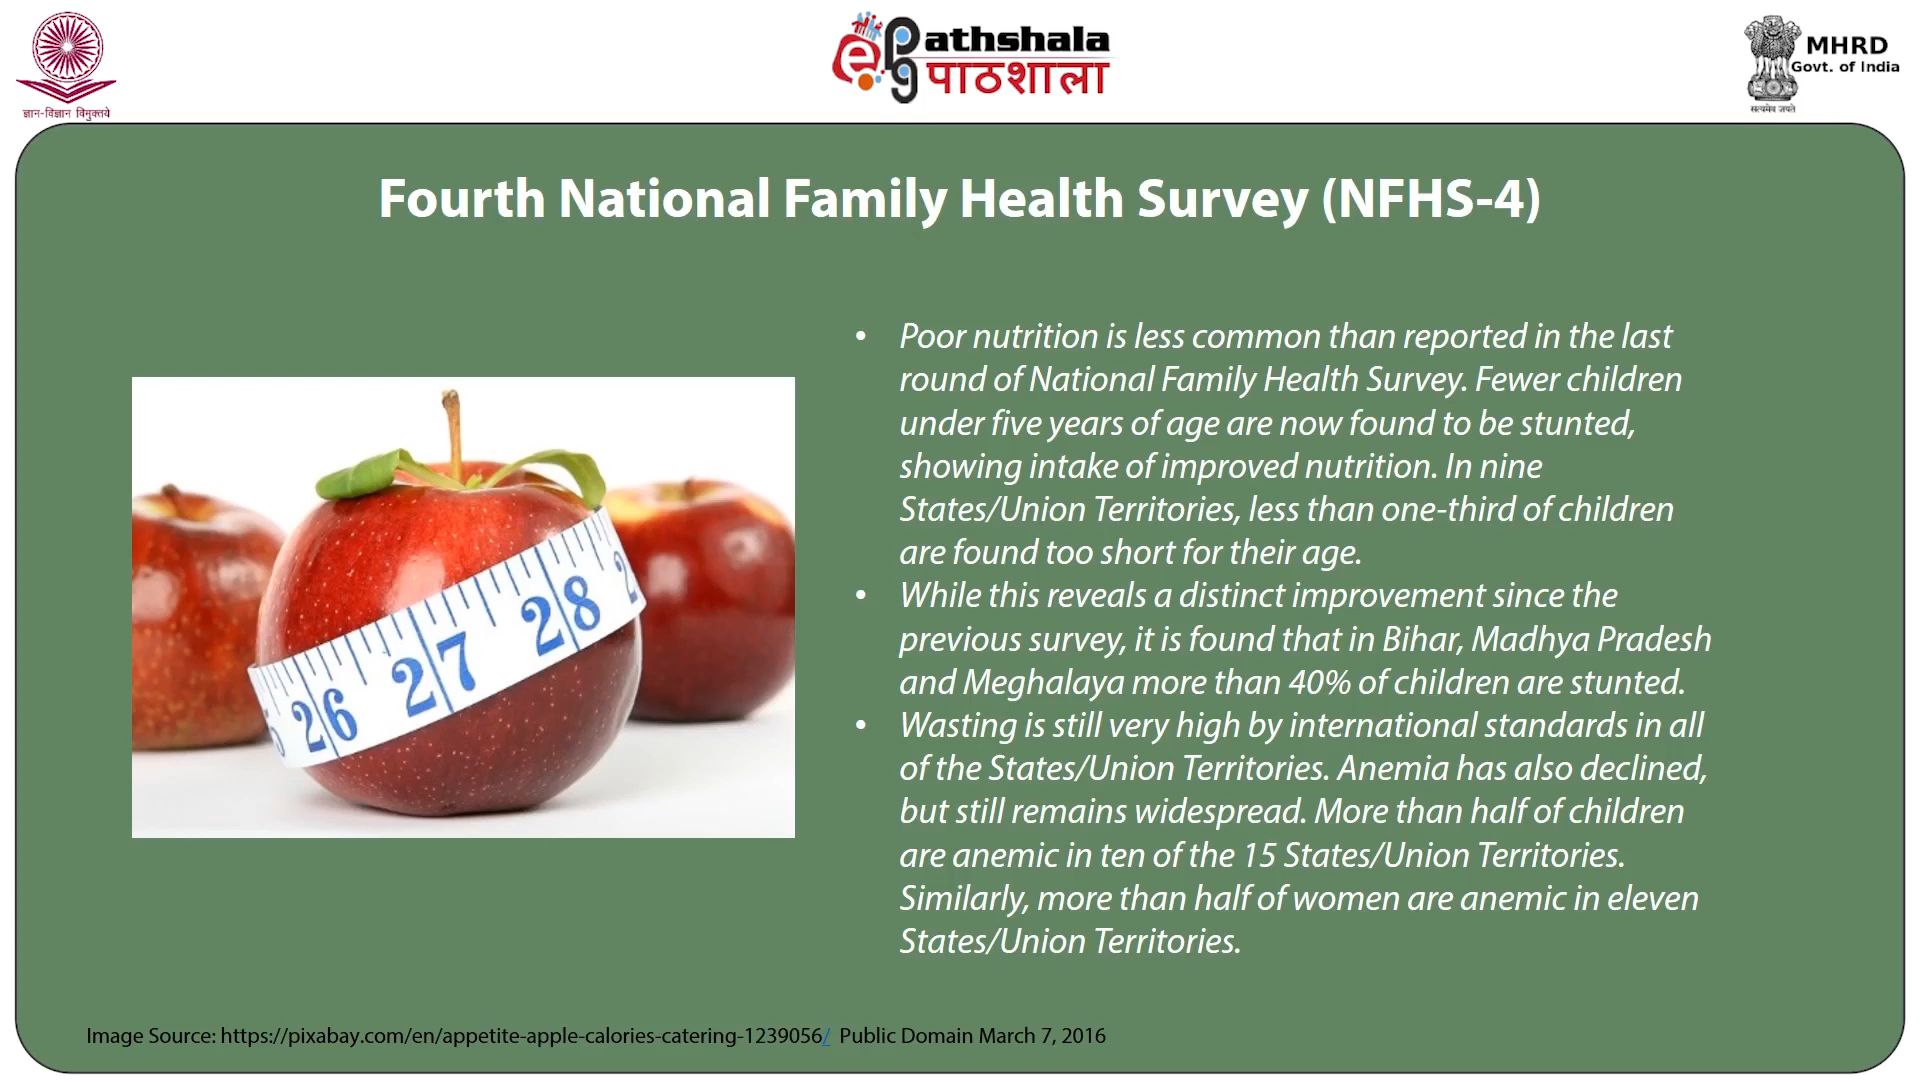 ज्ञान-विज्ञान विमुक्तये
e PG Pathshala
पाठशाला
MHRD
Govt. of India
सत्यमेव जयते
Fourth National Family Health Survey (NFHS-4)
• Poor nutrition is less common than reported in the last
round of National Family Health Survey. Fewer children
under five years of age are now found to be stunted,
showing intake of improved nutrition. In nine
States/Union Territories, less than one-third of children
are found too short for their age.
• While this reveals a distinct improvement since the
previous survey, it is found that in Bihar, Madhya Pradesh
and Meghalaya more than 40% of children are stunted.
• Wasting is still very high by international standards in all
of the States/Union Territories. Anemia has also declined,
but still remains widespread. More than half of children
are anemic in ten of the 15 States/Union Territories.
Similarly, more than half of women are anemic in eleven
States/Union Territories.
26 27 28 2
Image Source: https://pixabay.com/en/appetite-apple-calories-catering-1239056/ Public Domain March 7, 2016